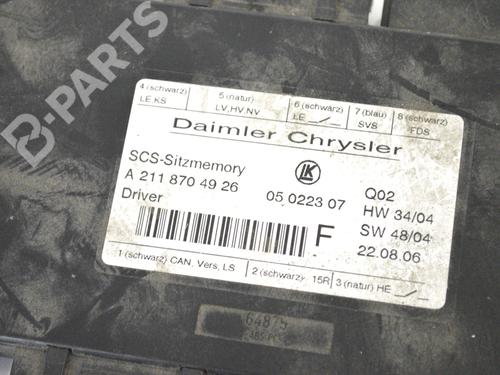 B-PARTS
4 (schwarz) 5 (natur) 6 (schwarz) 7 (blau) 8 (schwarz)
LE KS LV,HV,NV LE SVS FDS
Daimler Chrysler
SCS-Sitzmemory LK
A 211 870 49 26 05 0223 07 Q02
Driver HW 34/04
F SW 48/04
22.08.06
1 (schwarz) CAN, Vers, LS 2 (schwarz) 15R 3 (natur) HE
64875